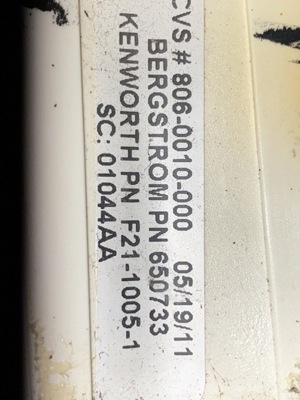 CVS # 806-0010-000 05/19/11
BERGSTROM PN 650733
KENWORTH PN F21-1005-1
SC: 01044AA